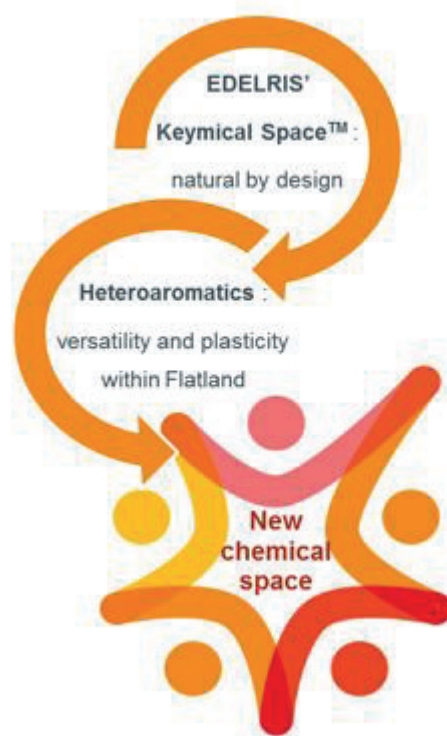 EDELRIS'
Keymical Space™ :
natural by design
Heteroaromatics :
versatility and plasticity
within Flatland
New
chemical
space